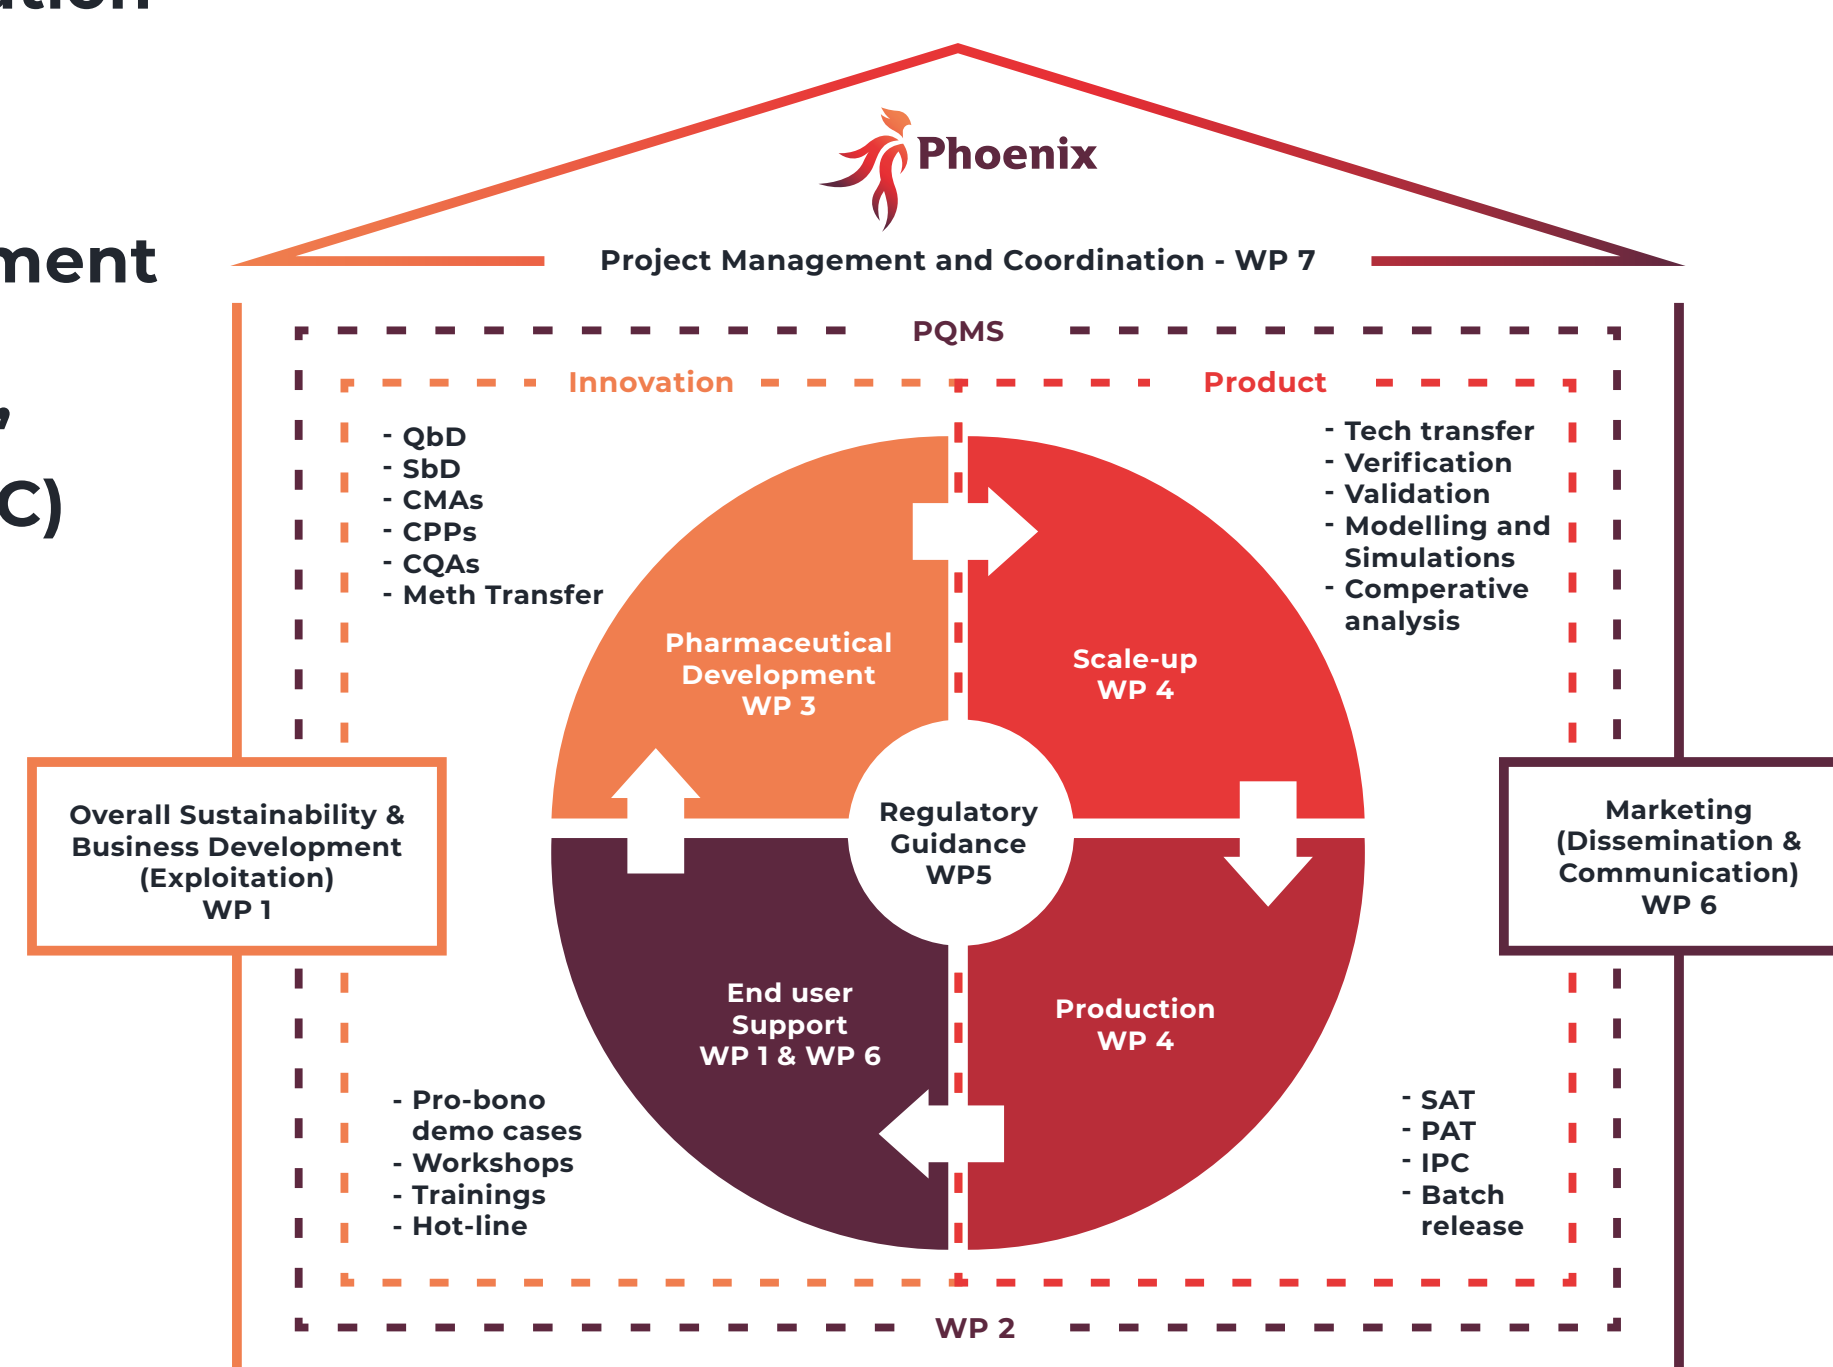 ment
C)
Phoenix
Project Management and Coordination - WP 7
PQMS
Innovation
Product
- QbD
- SbD
- CMAs
- CPPs
- CQAs
- Meth Transfer
- Tech transfer
- Verification
- Validation
- Modelling and
Simulations
- Comperative
analysis
Pharmaceutical
Development
WP 3
Scale-up
WP 4
Overall Sustainability &
Business Development
(Exploitation)
WP 1
Regulatory
Guidance
WP5
Marketing
(Dissemination &
Communication)
WP 6
End user
Support
WP 1 & WP 6
Production
WP 4
- Pro-bono
demo cases
- Workshops
- Trainings
- Hot-line
- SAT
- PAT
- IPC
- Batch
release
WP 2